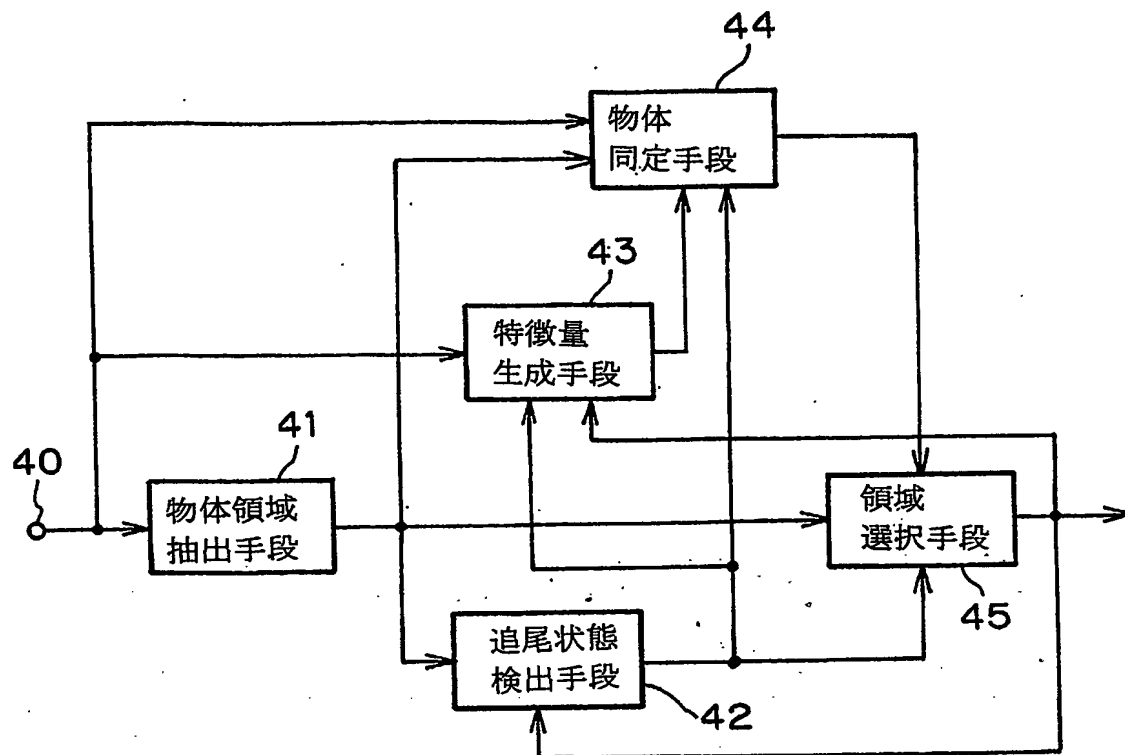 44
物体
同定手段
43
特徴量
生成手段
41
40
物体領域
抽出手段
領域
選択手段
45
追尾状態
検出手段
42